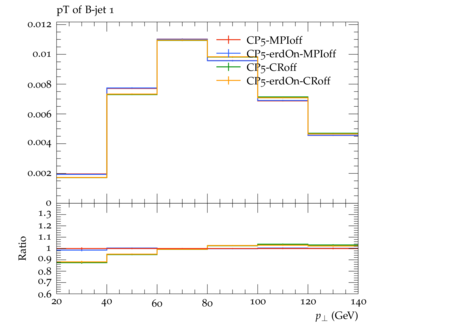 pT of B-jet 1
0.012
0.01
0.008
0.006
0.004
0.002
0
CP5-MPIoff
CP5-erdOn-MPIoff
CP5-CRoff
CP5-erdOn-CRoff
1.3
1.2
1.1
1
0.9
0.8
0.7
0.6
Ratio
20 40 60 80 100 120 140
p⊥ (GeV)